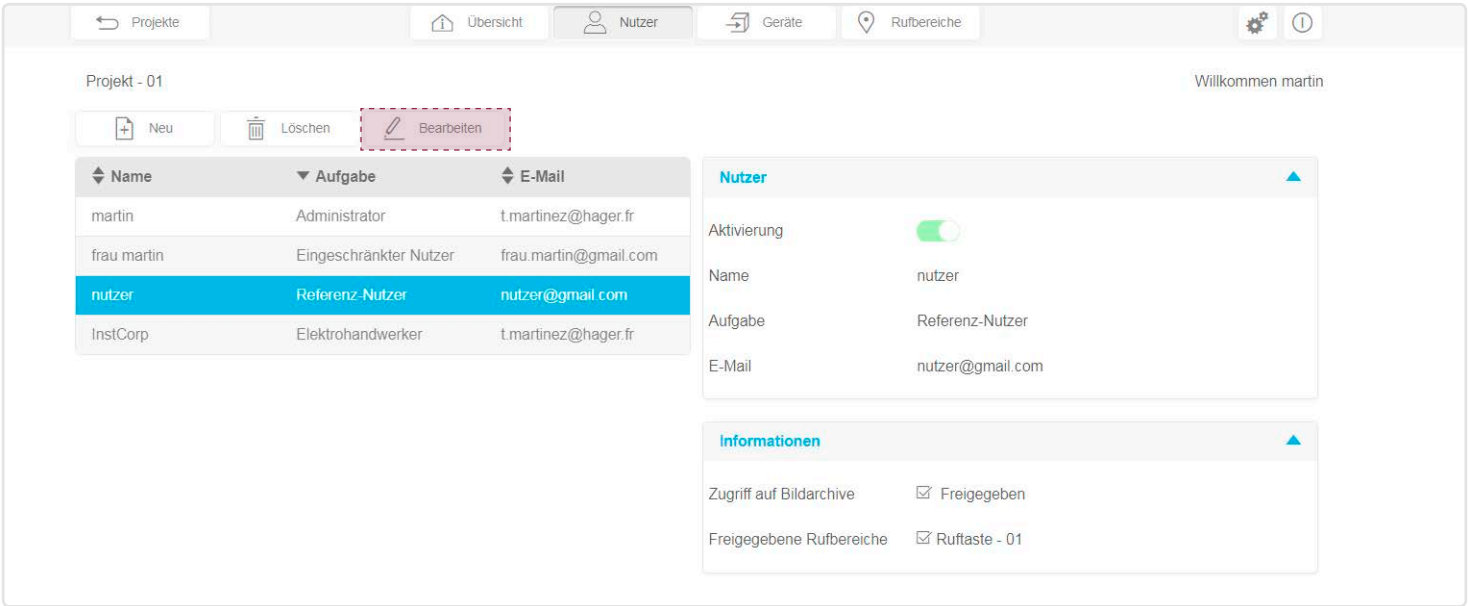 Projekte Übersicht Nutzer Geräte Rufbereiche
Projekt - 01 Willkommen martin
Neu Löschen Bearbeiten
Name Aufgabe E-Mail
martin Administrator t.martinez@hager.fr
frau martin Eingeschränkter Nutzer frau.martin@gmail.com
nutzer Referenz-Nutzer nutzer@gmail.com
InstCorp Elektrohandwerker t.martinez@hager.fr
Nutzer
Aktivierung
Name nutzer
Aufgabe Referenz-Nutzer
E-Mail nutzer@gmail.com
Informationen
Zugriff auf Bildarchive Freigegeben
Freigegebene Rufbereiche Ruftaste - 01